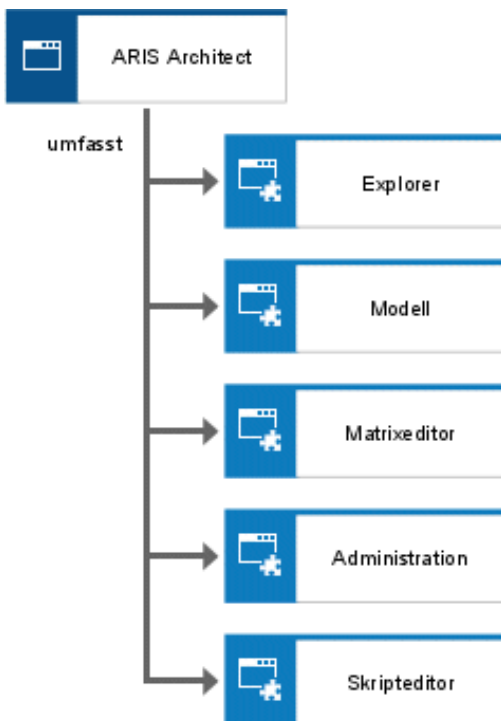 ARIS Architect
umfasst
Explorer
Modell
Matrixeditor
Administration
Skripteditor